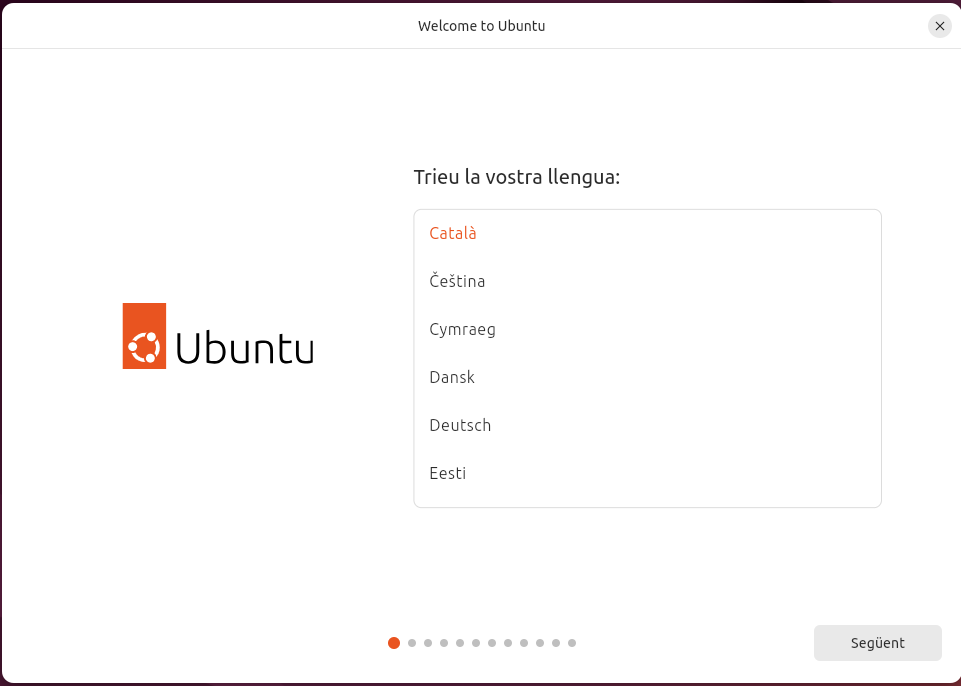 Welcome to Ubuntu
Trieu la vostra llengua:
Català
Čeština
Cymraeg
Dansk
Deutsch
Eesti
Ubuntu
Següent